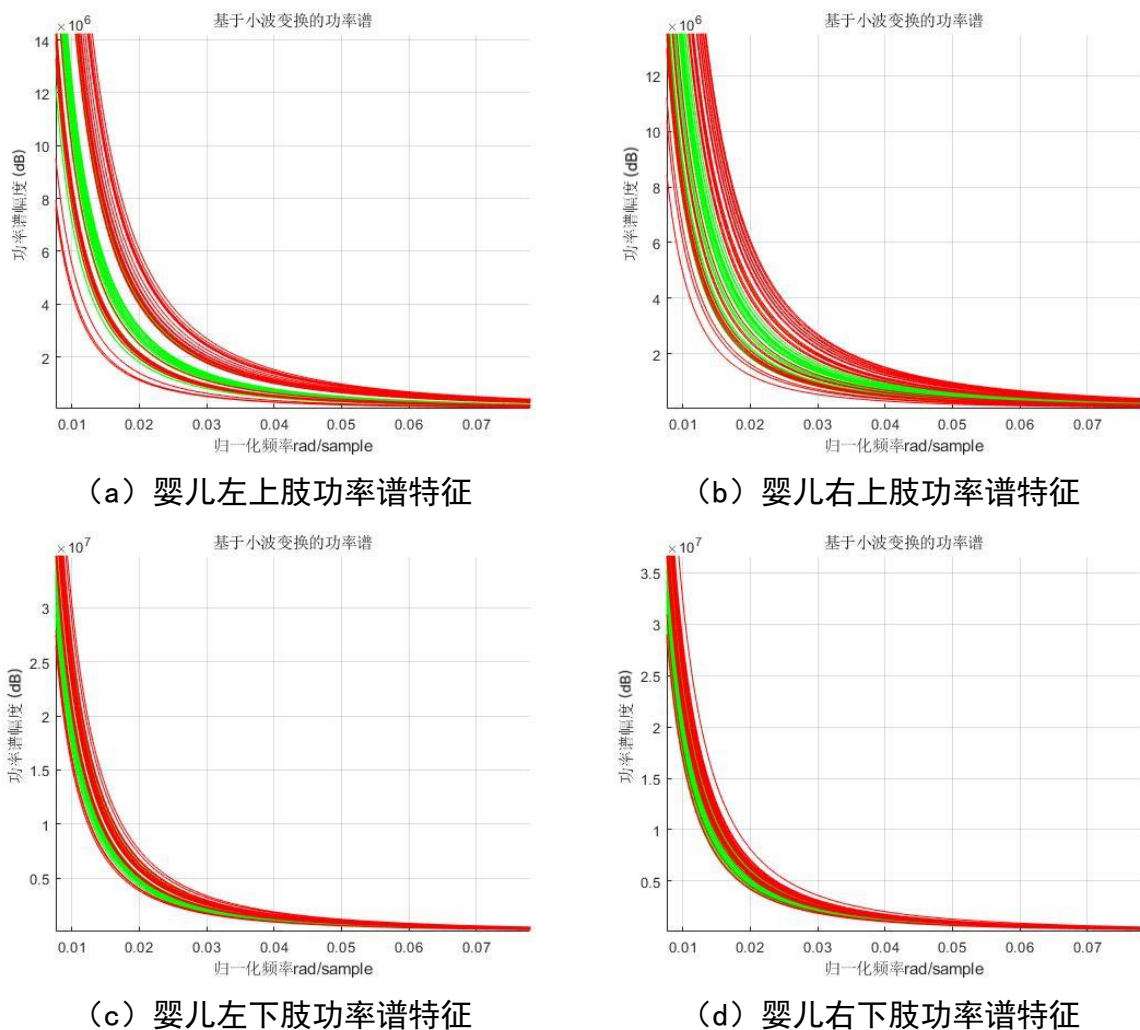 基于小波变换的功率谱
×10⁶
14
12
10
8
6
4
2
功率谱幅度 (dB)
0.01 0.02 0.03 0.04 0.05 0.06 0.07
归一化频率rad/sample
（a）婴儿左上肢功率谱特征
基于小波变换的功率谱
×10⁶
12
10
8
6
4
2
功率谱幅度 (dB)
0.01 0.02 0.03 0.04 0.05 0.06 0.07
归一化频率rad/sample
（b）婴儿右上肢功率谱特征
基于小波变换的功率谱
×10⁷
3
2.5
2
1.5
1
0.5
功率谱幅度 (dB)
0.01 0.02 0.03 0.04 0.05 0.06 0.07
归一化频率rad/sample
（c）婴儿左下肢功率谱特征
基于小波变换的功率谱
×10⁷
3.5
3
2.5
2
1.5
1
0.5
功率谱幅度 (dB)
0.01 0.02 0.03 0.04 0.05 0.06 0.07
归一化频率rad/sample
（d）婴儿右下肢功率谱特征